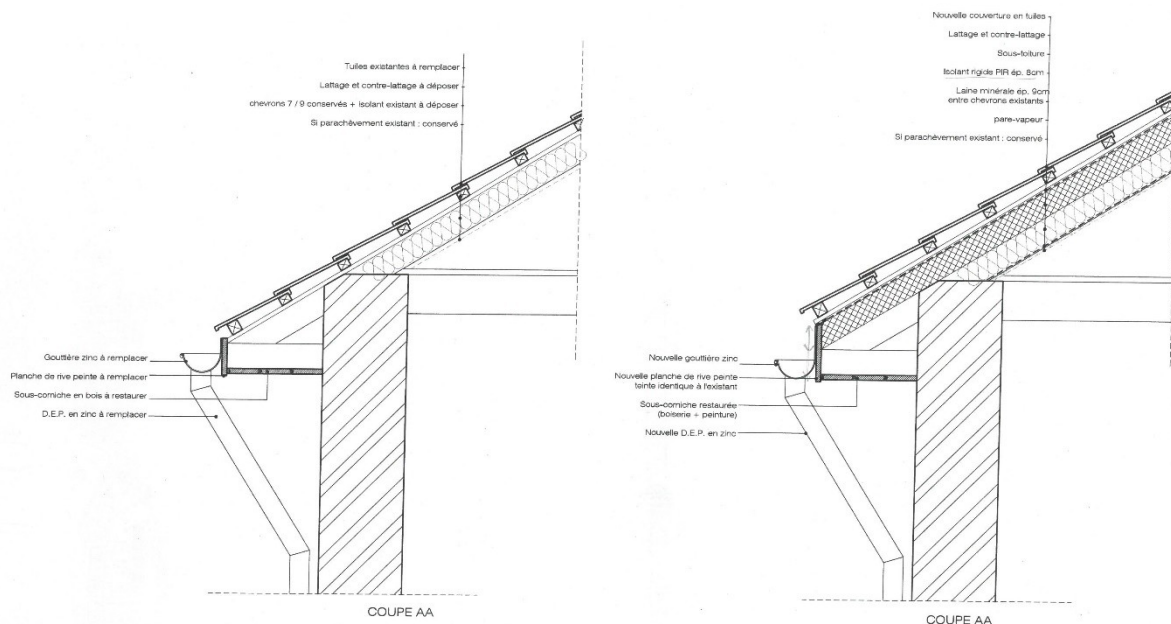 Tuiles existantes à remplacer
Lattage et contre-lattage à déposer
chevrons 7 / 9 conservés + Isolant existant à déposer
Si parachèvement existant : conservé
Gouttière zinc à remplacer
Planche de rive peinte à remplacer
Sous-corniche en bois à restaurer
D.E.P. en zinc à remplacer
COUPE AA
Nouvelle couverture en tuiles
Lattage et contre-lattage
Sous-toiture
Isolant rigide PIR ép. 8cm
Laine minérale ép. 9cm
entre chevrons existants
pare-vapeur
Si parachèvement existant : conservé
Nouvelle gouttière zinc
Nouvelle planche de rive peinte
teinte identique à l'existant
Sous-corniche restaurée
(boiserie + peinture)
Nouvelle D.E.P. en zinc
COUPE AA